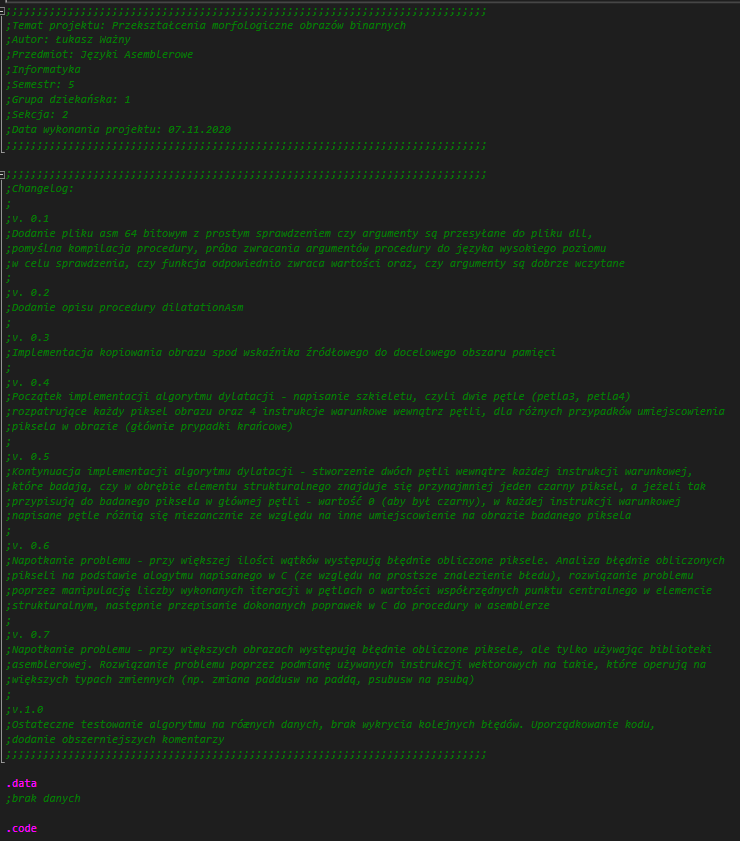 ;;;;;;;;;;;;;;;;;;;;;;;;;;;;;;;;;;;;;;;;;;;;;;;;;;;;;;;;;;;;;;;;;;;;;;;;;;;;;
;Temat projektu: Przekształcenia morfologiczne obrazów binarnych
;Autor: Łukasz Ważny
;Przedmiot: Języki Asemblerowe
;Informatyka
;Semestr: 5
;Grupa dziekańska: 1
;Sekcja: 2
;Data wykonania projektu: 07.11.2020
;;;;;;;;;;;;;;;;;;;;;;;;;;;;;;;;;;;;;;;;;;;;;;;;;;;;;;;;;;;;;;;;;;;;;;;;;;;;;
;;;;;;;;;;;;;;;;;;;;;;;;;;;;;;;;;;;;;;;;;;;;;;;;;;;;;;;;;;;;;;;;;;;;;;;;;;;;;
;Changelog:
;
;v. 0.1
;Dodanie pliku asm 64 bitowym z prostym sprawdzeniem czy argumenty są przesyłane do pliku dll,
;pomyślna kompilacja procedury, próba zwracania argumentów procedury do języka wysokiego poziomu
;w celu sprawdzenia, czy funkcja odpowiednio zwraca wartości oraz, czy argumenty są dobrze wczytane
;
;v. 0.2
;Dodanie opisu procedury dilatationAsm
;
;v. 0.3
;Implementacja kopiowania obrazu spod wskaźnika źródłowego do docelowego obszaru pamięci
;
;v. 0.4
;Początek implementacji algorytmu dylatacji - napisanie szkieletu, czyli dwie pętle (petla3, petla4)
;rozpatrujące każdy piksel obrazu oraz 4 instrukcje warunkowe wewnątrz pętli, dla różnych przypadków umiejscowienia
;piksela w obrazie (głównie prypadki krańcowe)
;
;v. 0.5
;Kontynuacja implementacji algorytmu dylatacji - stworzenie dwóch pętli wewnątrz każdej instrukcji warunkowej,
;które badają, czy w obrębie elementu strukturalnego znajduje się przynajmniej jeden czarny piksel, a jeżeli tak
;przypisują do badanego piksela w głównej pętli - wartość 0 (aby był czarny), w każdej instrukcji warunkowej
;napisane pętle różnią się niezancznie ze względu na inne umiejscowienie na obrazie badanego piksela
;
;v. 0.6
;Napotkanie problemu - przy większej ilości wątków występują błędnie obliczone piksele. Analiza błędnie obliczonych
;pikseli na podstawie alogytmu napisanego w C (ze względu na prostsze znalezienie błedu), rozwiązanie problemu
;poprzez manipulację liczby wykonanych iteracji w pętlach o wartości współrzędnych punktu centralnego w elemencie
;strukturalnym, następnie przepisanie dokonanych poprawek w C do procedury w asemblerze
;
;v. 0.7
;Napotkanie problemu - przy większych obrazach występują błędnie obliczone piksele, ale tylko używając biblioteki
;asemblerowej. Rozwiązanie problemu poprzez podmianę używanych instrukcji wektorowych na takie, które operują na
;większych typach zmiennych (np. zmiana paddusw na paddq, psubusw na psubq)
;
;v.1.0
;Ostateczne testowanie algorytmu na róænych danych, brak wykrycia kolejnych błędów. Uporządkowanie kodu,
;dodanie obszerniejszych komentarzy
;;;;;;;;;;;;;;;;;;;;;;;;;;;;;;;;;;;;;;;;;;;;;;;;;;;;;;;;;;;;;;;;;;;;;;;;;;;;;
.data
;brak danych
.code